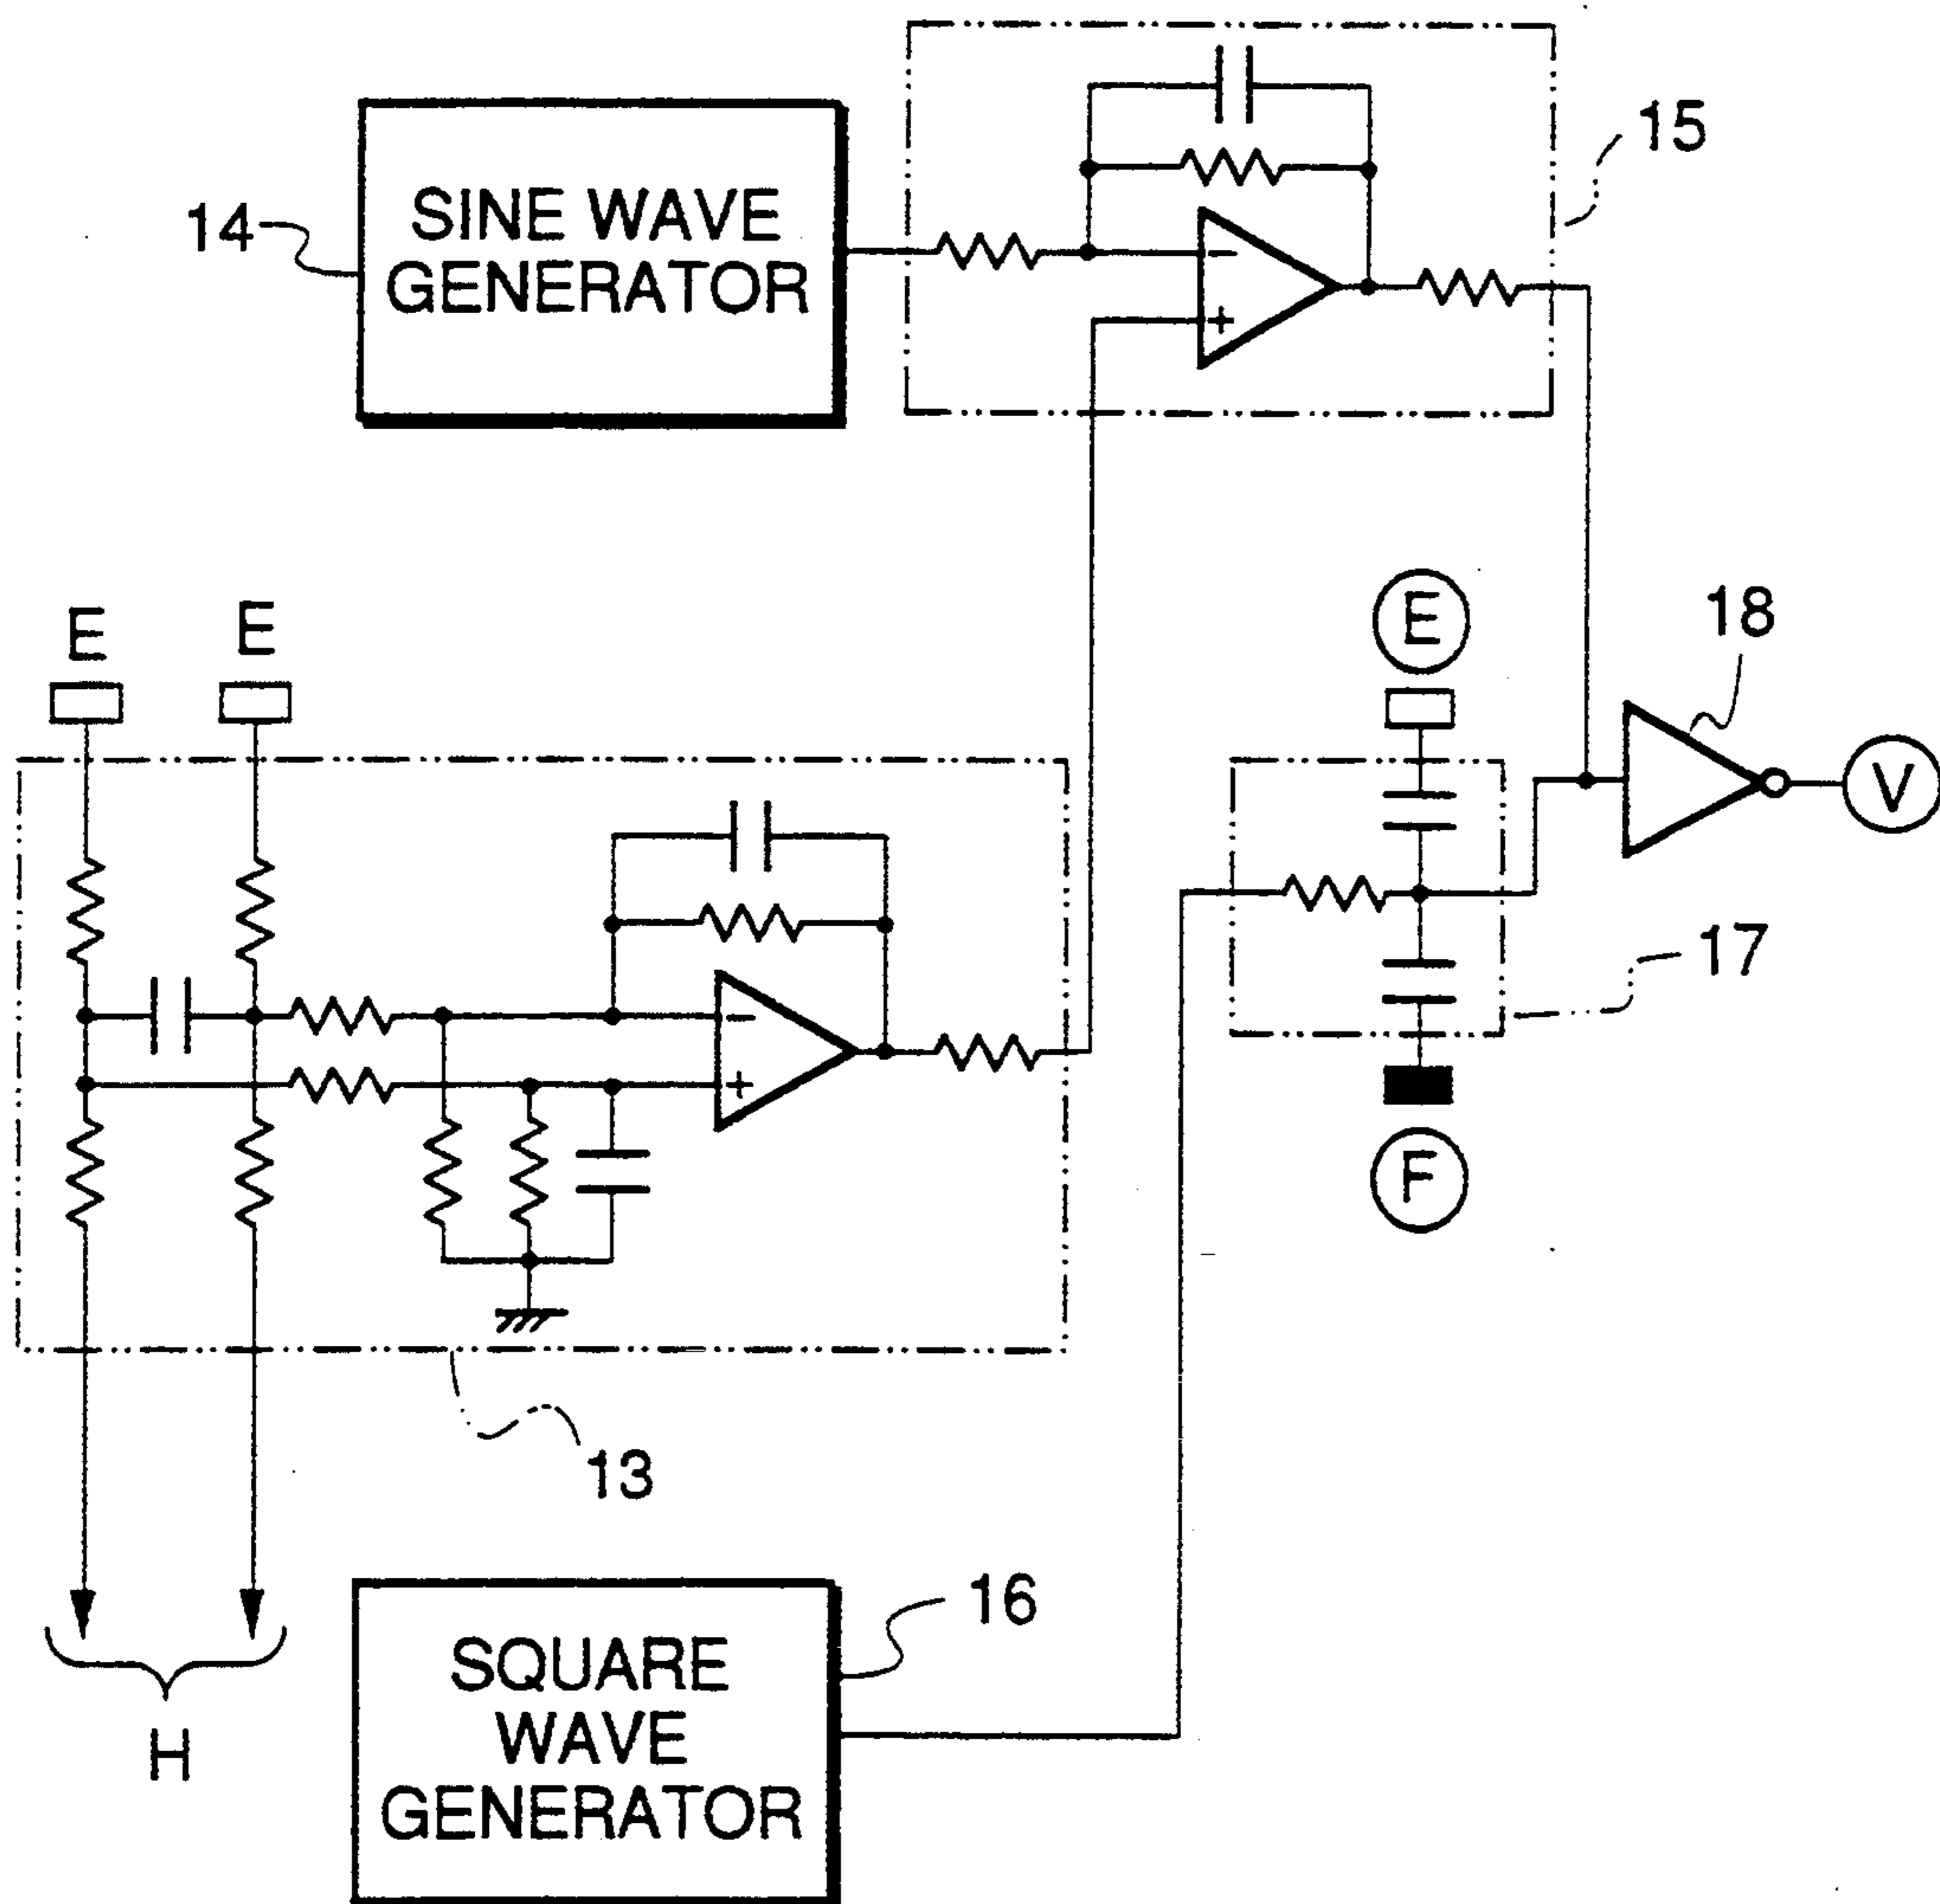 15
14
SINE WAVE
GENERATOR
−
+
E
E
E
18
V
17
−
+
F
13
16
SQUARE
WAVE
GENERATOR
H